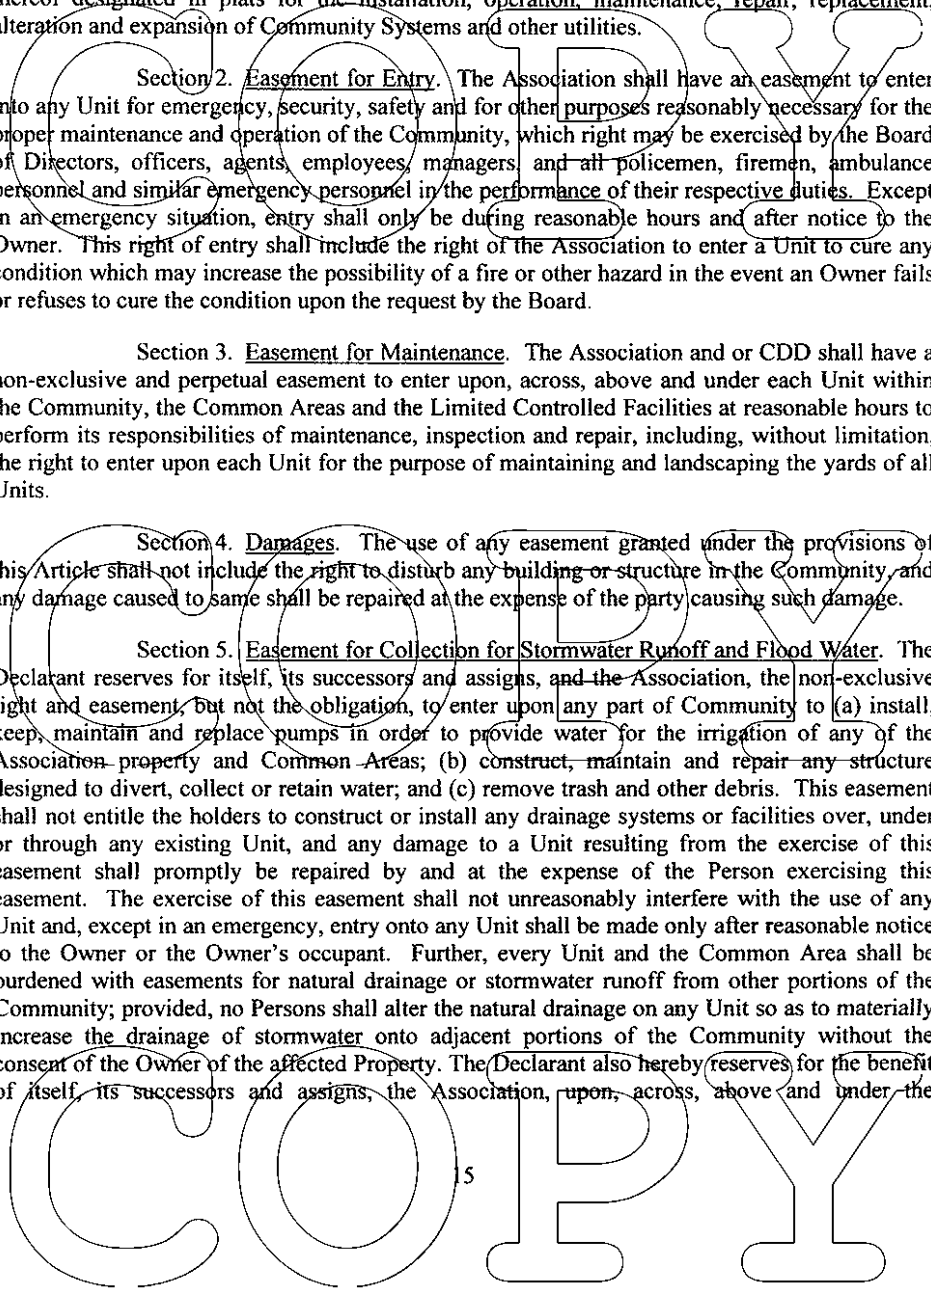 thereof designated in plats for the installation, operation, maintenance, repair, replacement,
alteration and expansion of Community Systems and other utilities.
Section 2. Easement for Entry. The Association shall have an easement to enter
into any Unit for emergency, security, safety and for other purposes reasonably necessary for the
proper maintenance and operation of the Community, which right may be exercised by the Board
of Directors, officers, agents, employees, managers, and all policemen, firemen, ambulance
personnel and similar emergency personnel in the performance of their respective duties. Except
in an emergency situation, entry shall only be during reasonable hours and after notice to the
Owner. This right of entry shall include the right of the Association to enter a Unit to cure any
condition which may increase the possibility of a fire or other hazard in the event an Owner fails
or refuses to cure the condition upon the request by the Board.
Section 3. Easement for Maintenance. The Association and or CDD shall have a
non-exclusive and perpetual easement to enter upon, across, above and under each Unit within
the Community, the Common Areas and the Limited Controlled Facilities at reasonable hours to
perform its responsibilities of maintenance, inspection and repair, including, without limitation,
the right to enter upon each Unit for the purpose of maintaining and landscaping the yards of all
Units.
Section 4. Damages. The use of any easement granted under the provisions of
this Article shall not include the right to disturb any building or structure in the Community, and
any damage caused to same shall be repaired at the expense of the party causing such damage.
Section 5. Easement for Collection for Stormwater Runoff and Flood Water. The
Declarant reserves for itself, its successors and assigns, and the Association, the non-exclusive
right and easement, but not the obligation, to enter upon any part of Community to (a) install,
keep, maintain and replace pumps in order to provide water for the irrigation of any of the
Association property and Common Areas; (b) construct, maintain and repair any structure
designed to divert, collect or retain water; and (c) remove trash and other debris. This easement
shall not entitle the holders to construct or install any drainage systems or facilities over, under
or through any existing Unit, and any damage to a Unit resulting from the exercise of this
easement shall promptly be repaired by and at the expense of the Person exercising this
easement. The exercise of this easement shall not unreasonably interfere with the use of any
Unit and, except in an emergency, entry onto any Unit shall be made only after reasonable notice
to the Owner or the Owner's occupant. Further, every Unit and the Common Area shall be
burdened with easements for natural drainage or stormwater runoff from other portions of the
Community; provided, no Persons shall alter the natural drainage on any Unit so as to materially
increase the drainage of stormwater onto adjacent portions of the Community without the
consent of the Owner of the affected Property. The Declarant also hereby reserves for the benefit
of itself, its successors and assigns, the Association, upon, across, above and under the
15
COPY
COPY
COPY